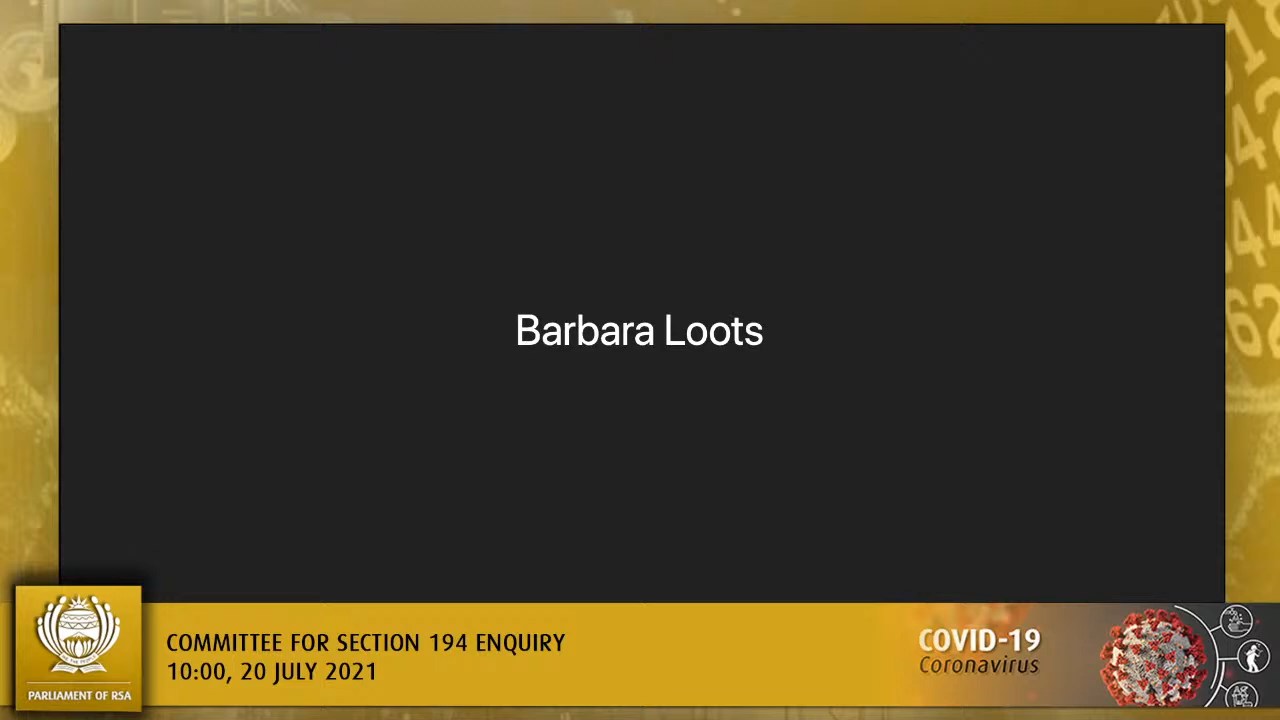 Barbara Loots
PARLIAMENT OF RSA
COMMITTEE FOR SECTION 194 ENQUIRY
10:00, 20 JULY 2021
COVID-19
Coronavirus